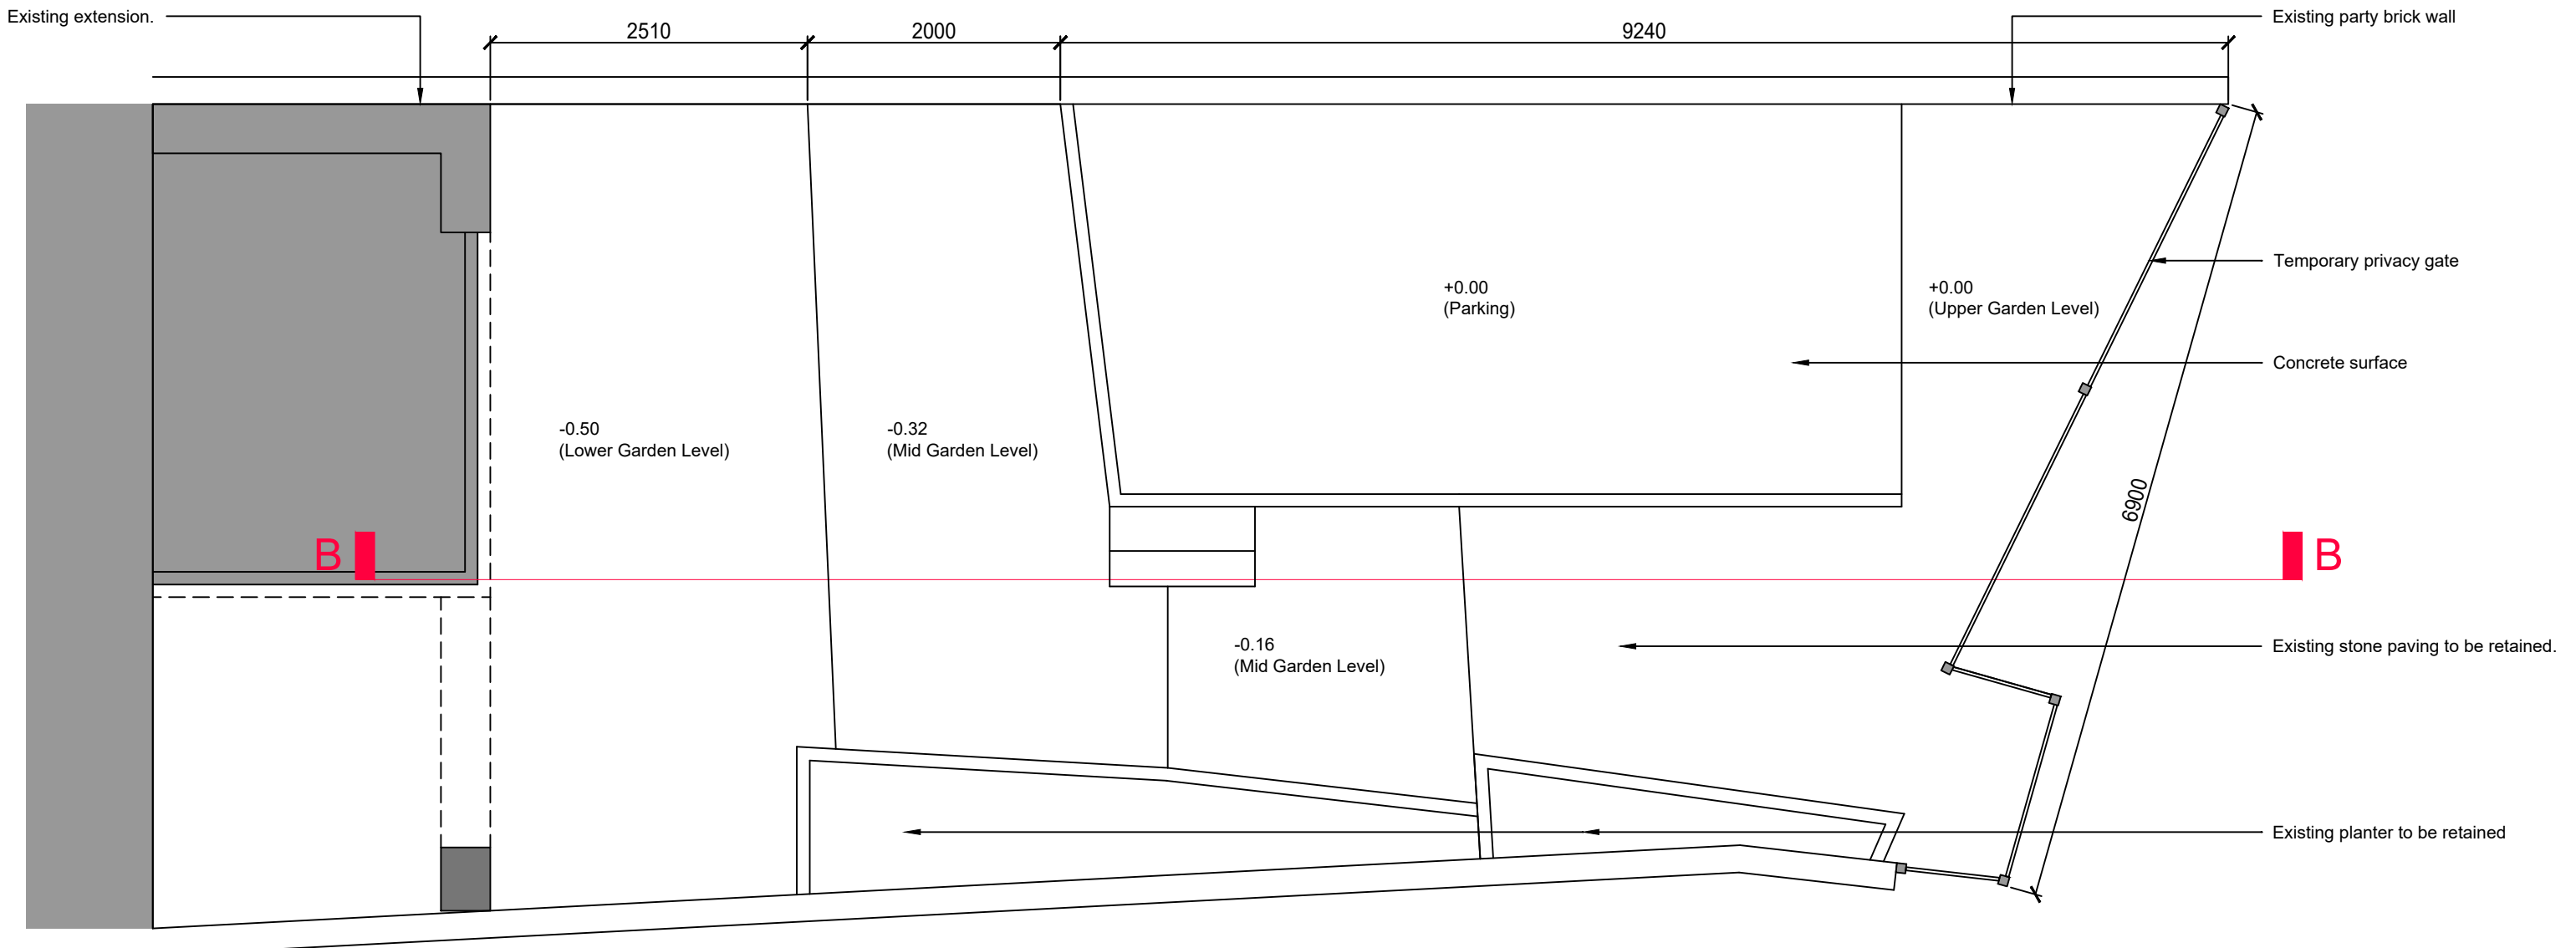 Existing extension.
2510
2000
9240
Existing party brick wall
Temporary privacy gate
+0.00
(Parking)
+0.00
(Upper Garden Level)
Concrete surface
-0.50
(Lower Garden Level)
-0.32
(Mid Garden Level)
6900
B
B
-0.16
(Mid Garden Level)
Existing stone paving to be retained.
Existing planter to be retained